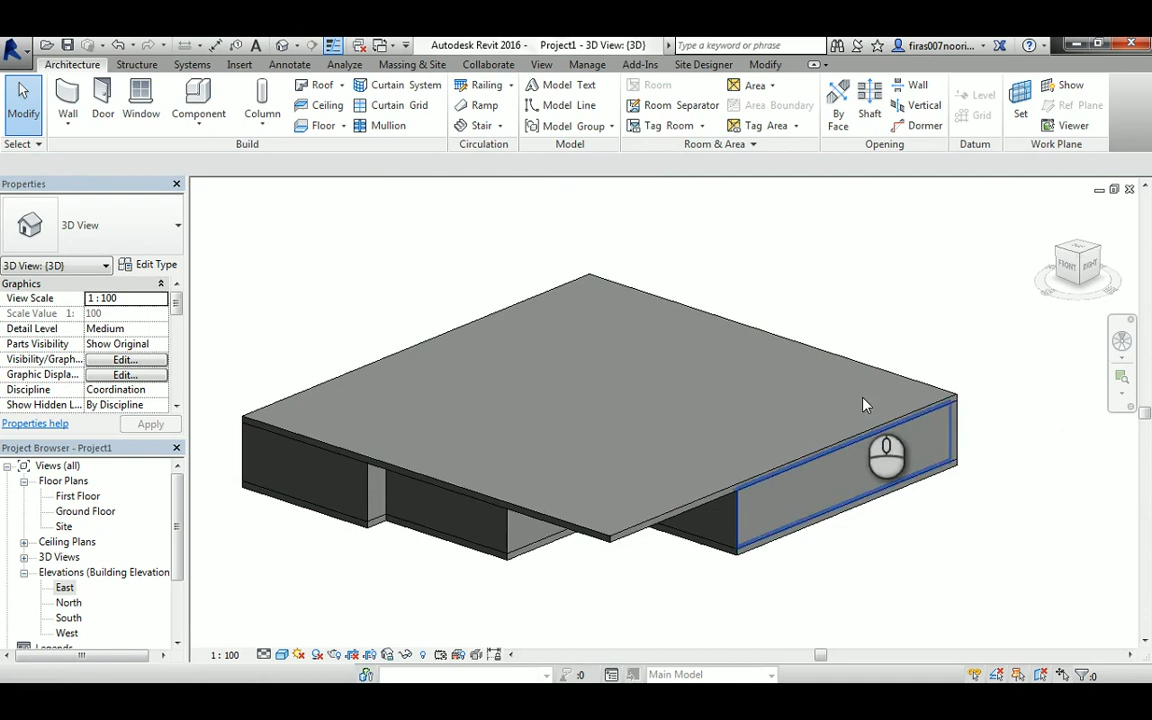 Autodesk Revit 2016 - Project1 - 3D View: {3D}
Type a keyword or phrase
firas007noori...
Architecture Structure Systems Insert Annotate Analyze Massing & Site Collaborate View Manage Add-Ins Site Designer Modify
Modify
Wall
Door
Window
Component
Column
Roof
Ceiling
Floor
Curtain System
Curtain Grid
Mullion
Railing
Ramp
Stair
Model Text
Model Line
Model Group
Room
Room Separator
Tag Room
Area
Area Boundary
Tag Area
By Face
Shaft
Wall
Vertical
Dormer
Level
Grid
Set
Show
Ref Plane
Viewer
Select Build Circulation Model Room & Area Opening Datum Work Plane
Properties
3D View
3D View: {3D}
Edit Type
Graphics
View Scale 1 : 100
Scale Value 1: 100
Detail Level Medium
Parts Visibility Show Original
Visibility/Graph... Edit...
Graphic Displa... Edit...
Discipline Coordination
Show Hidden L... By Discipline
Properties help
Apply
Project Browser - Project1
Views (all)
Floor Plans
First Floor
Ground Floor
Site
Ceiling Plans
3D Views
Elevations (Building Elevation
East
North
South
West
FRONT
RIGHT
1 : 100
:0
Main Model
:0